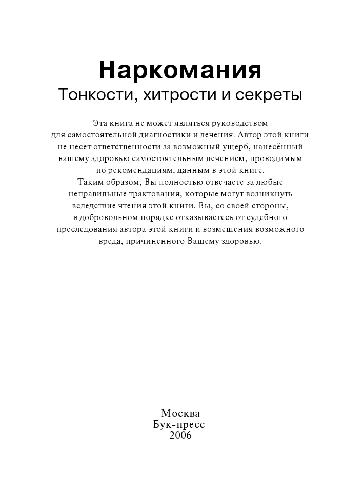 Наркомания
Тонкости, хитрости и секреты
Эта книга не может являться руководством
для самостоятельной диагностики и лечения. Автор этой книги
не несет ответственности за возможный ущерб, нанесённый
вашему здоровью самостоятельным лечением, проводимым
по рекомендациям, данным в этой книге.
Таким образом, Вы полностью отвечаете за любые
неправильные трактования, которые могут возникнуть
вследствие чтения этой книги. Вы, со своей стороны,
в добровольном порядке отказываетесь от судебного
преследования автора этой книги и возмещения возможного
вреда, причиненного Вашему здоровью.
Москва
Бук-пресс
2006